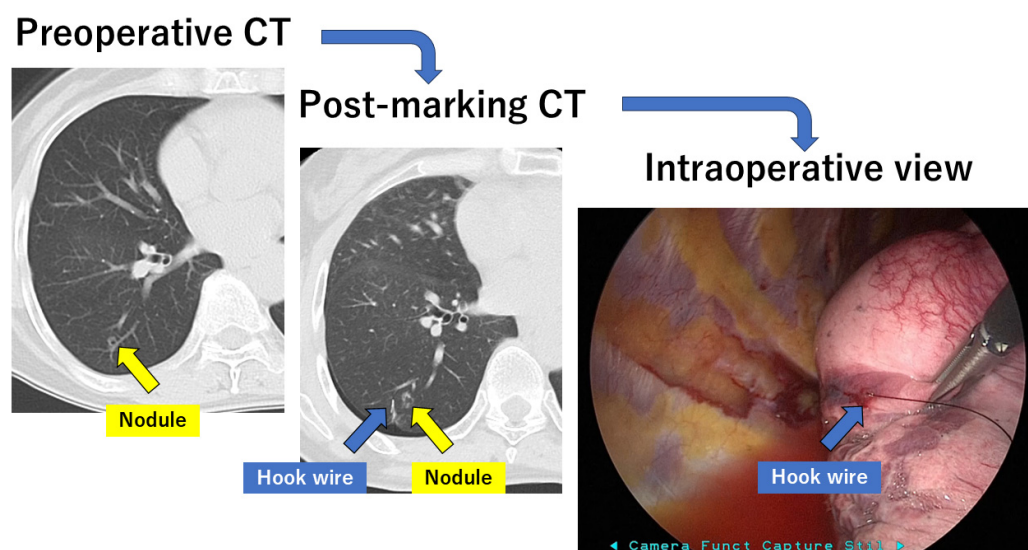 Preoperative CT
Post-marking CT
Intraoperative view
Nodule
Hook wire
Nodule
Hook wire
◄ Camera Funct Capture Stil ►